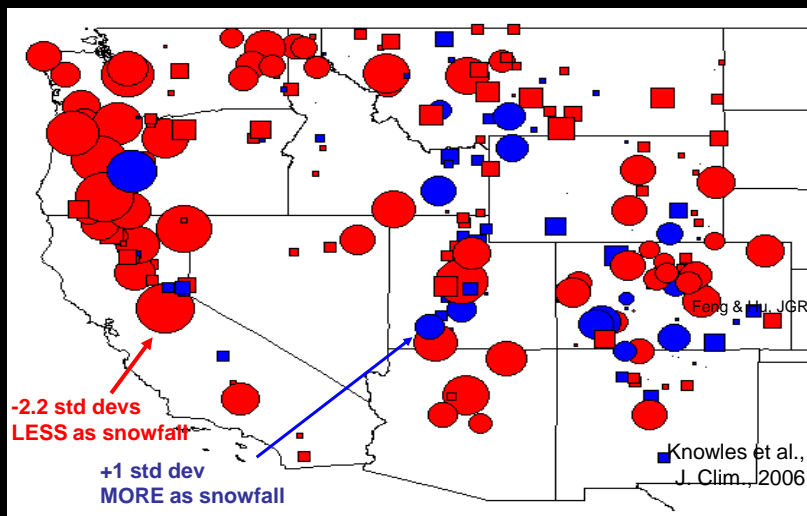 Feng & Hu, JGR
-2.2 std devs
LESS as snowfall
+1 std dev
MORE as snowfall
Knowles et al.,
J. Clim., 2006